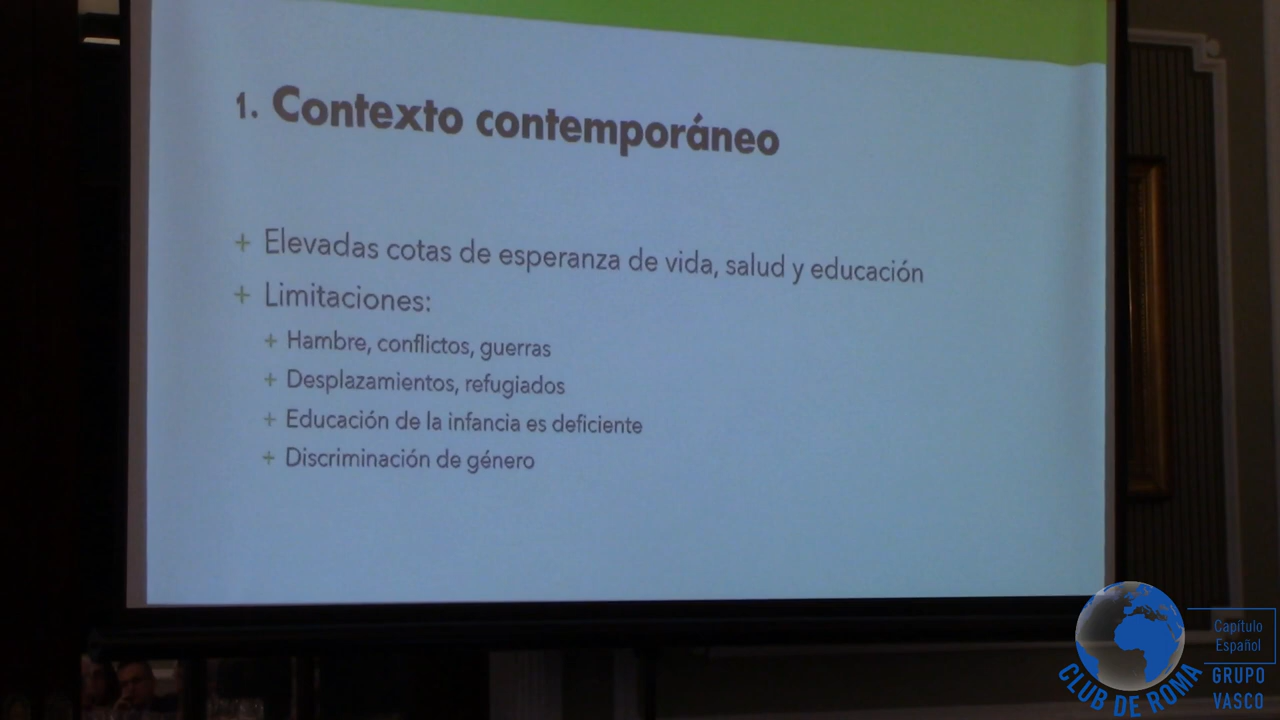 1. Contexto contemporáneo
+ Elevadas cotas de esperanza de vida, salud y educación
+ Limitaciones:
+ Hambre, conflictos, guerras
+ Desplazamientos, refugiados
+ Educación de la infancia es deficiente
+ Discriminación de género
Capítulo
Español
CLUB DE ROMA
GRUPO
VASCO